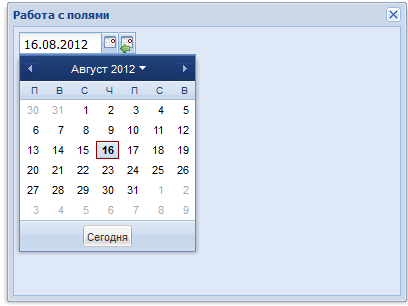 Работа с полями
16.08.2012
Август 2012
П В С Ч П С В
30 31 1 2 3 4 5
6 7 8 9 10 11 12
13 14 15 16 17 18 19
20 21 22 23 24 25 26
27 28 29 30 31 1 2
3 4 5 6 7 8 9
Сегодня